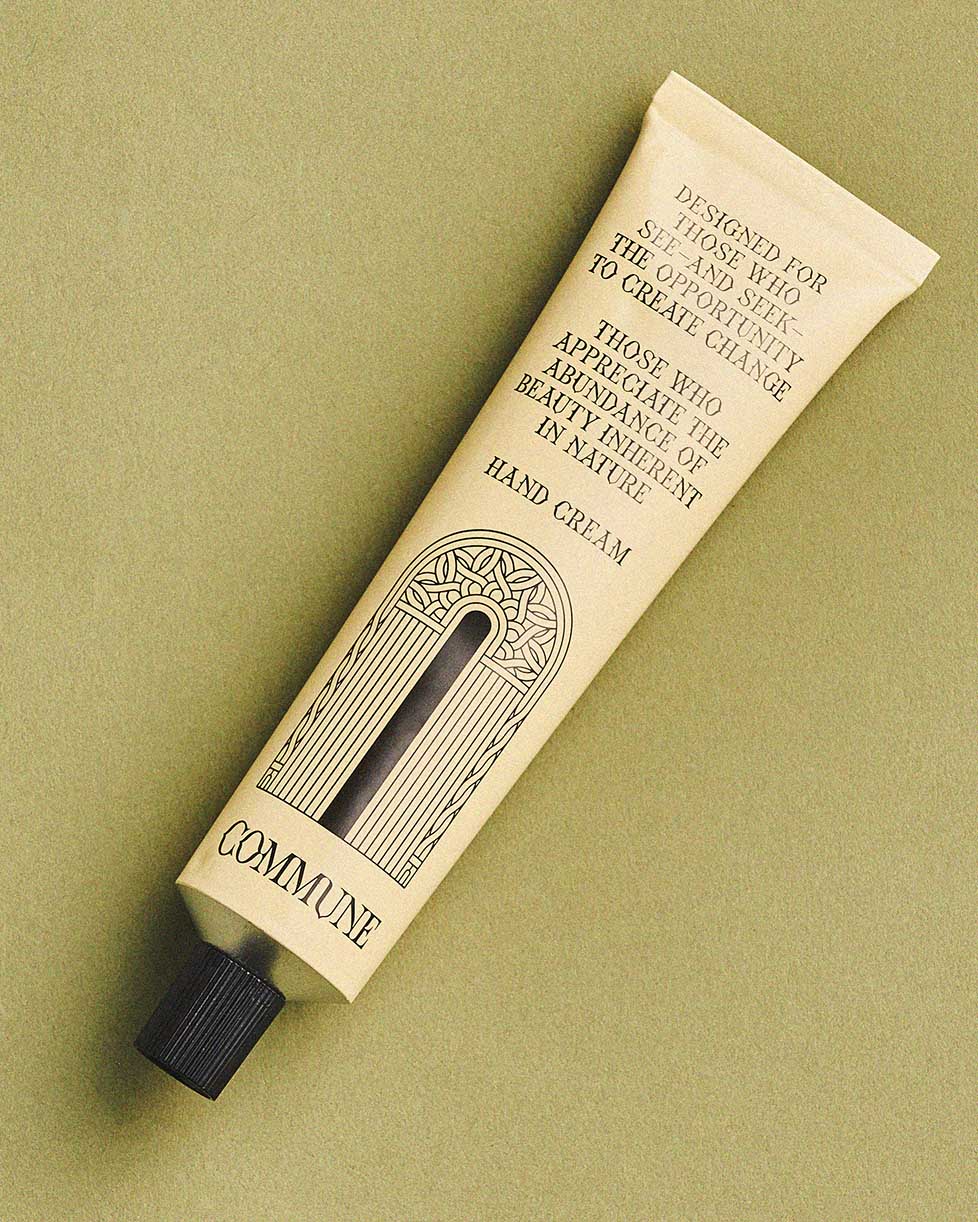 DESIGNED FOR
THOSE WHO
SEE–AND SEEK–
THE OPPORTUNITY
TO CREATE CHANGE
THOSE WHO
APPRECIATE THE
ABUNDANCE OF
BEAUTY INHERENT
IN NATURE
HAND CREAM
COMMUNE